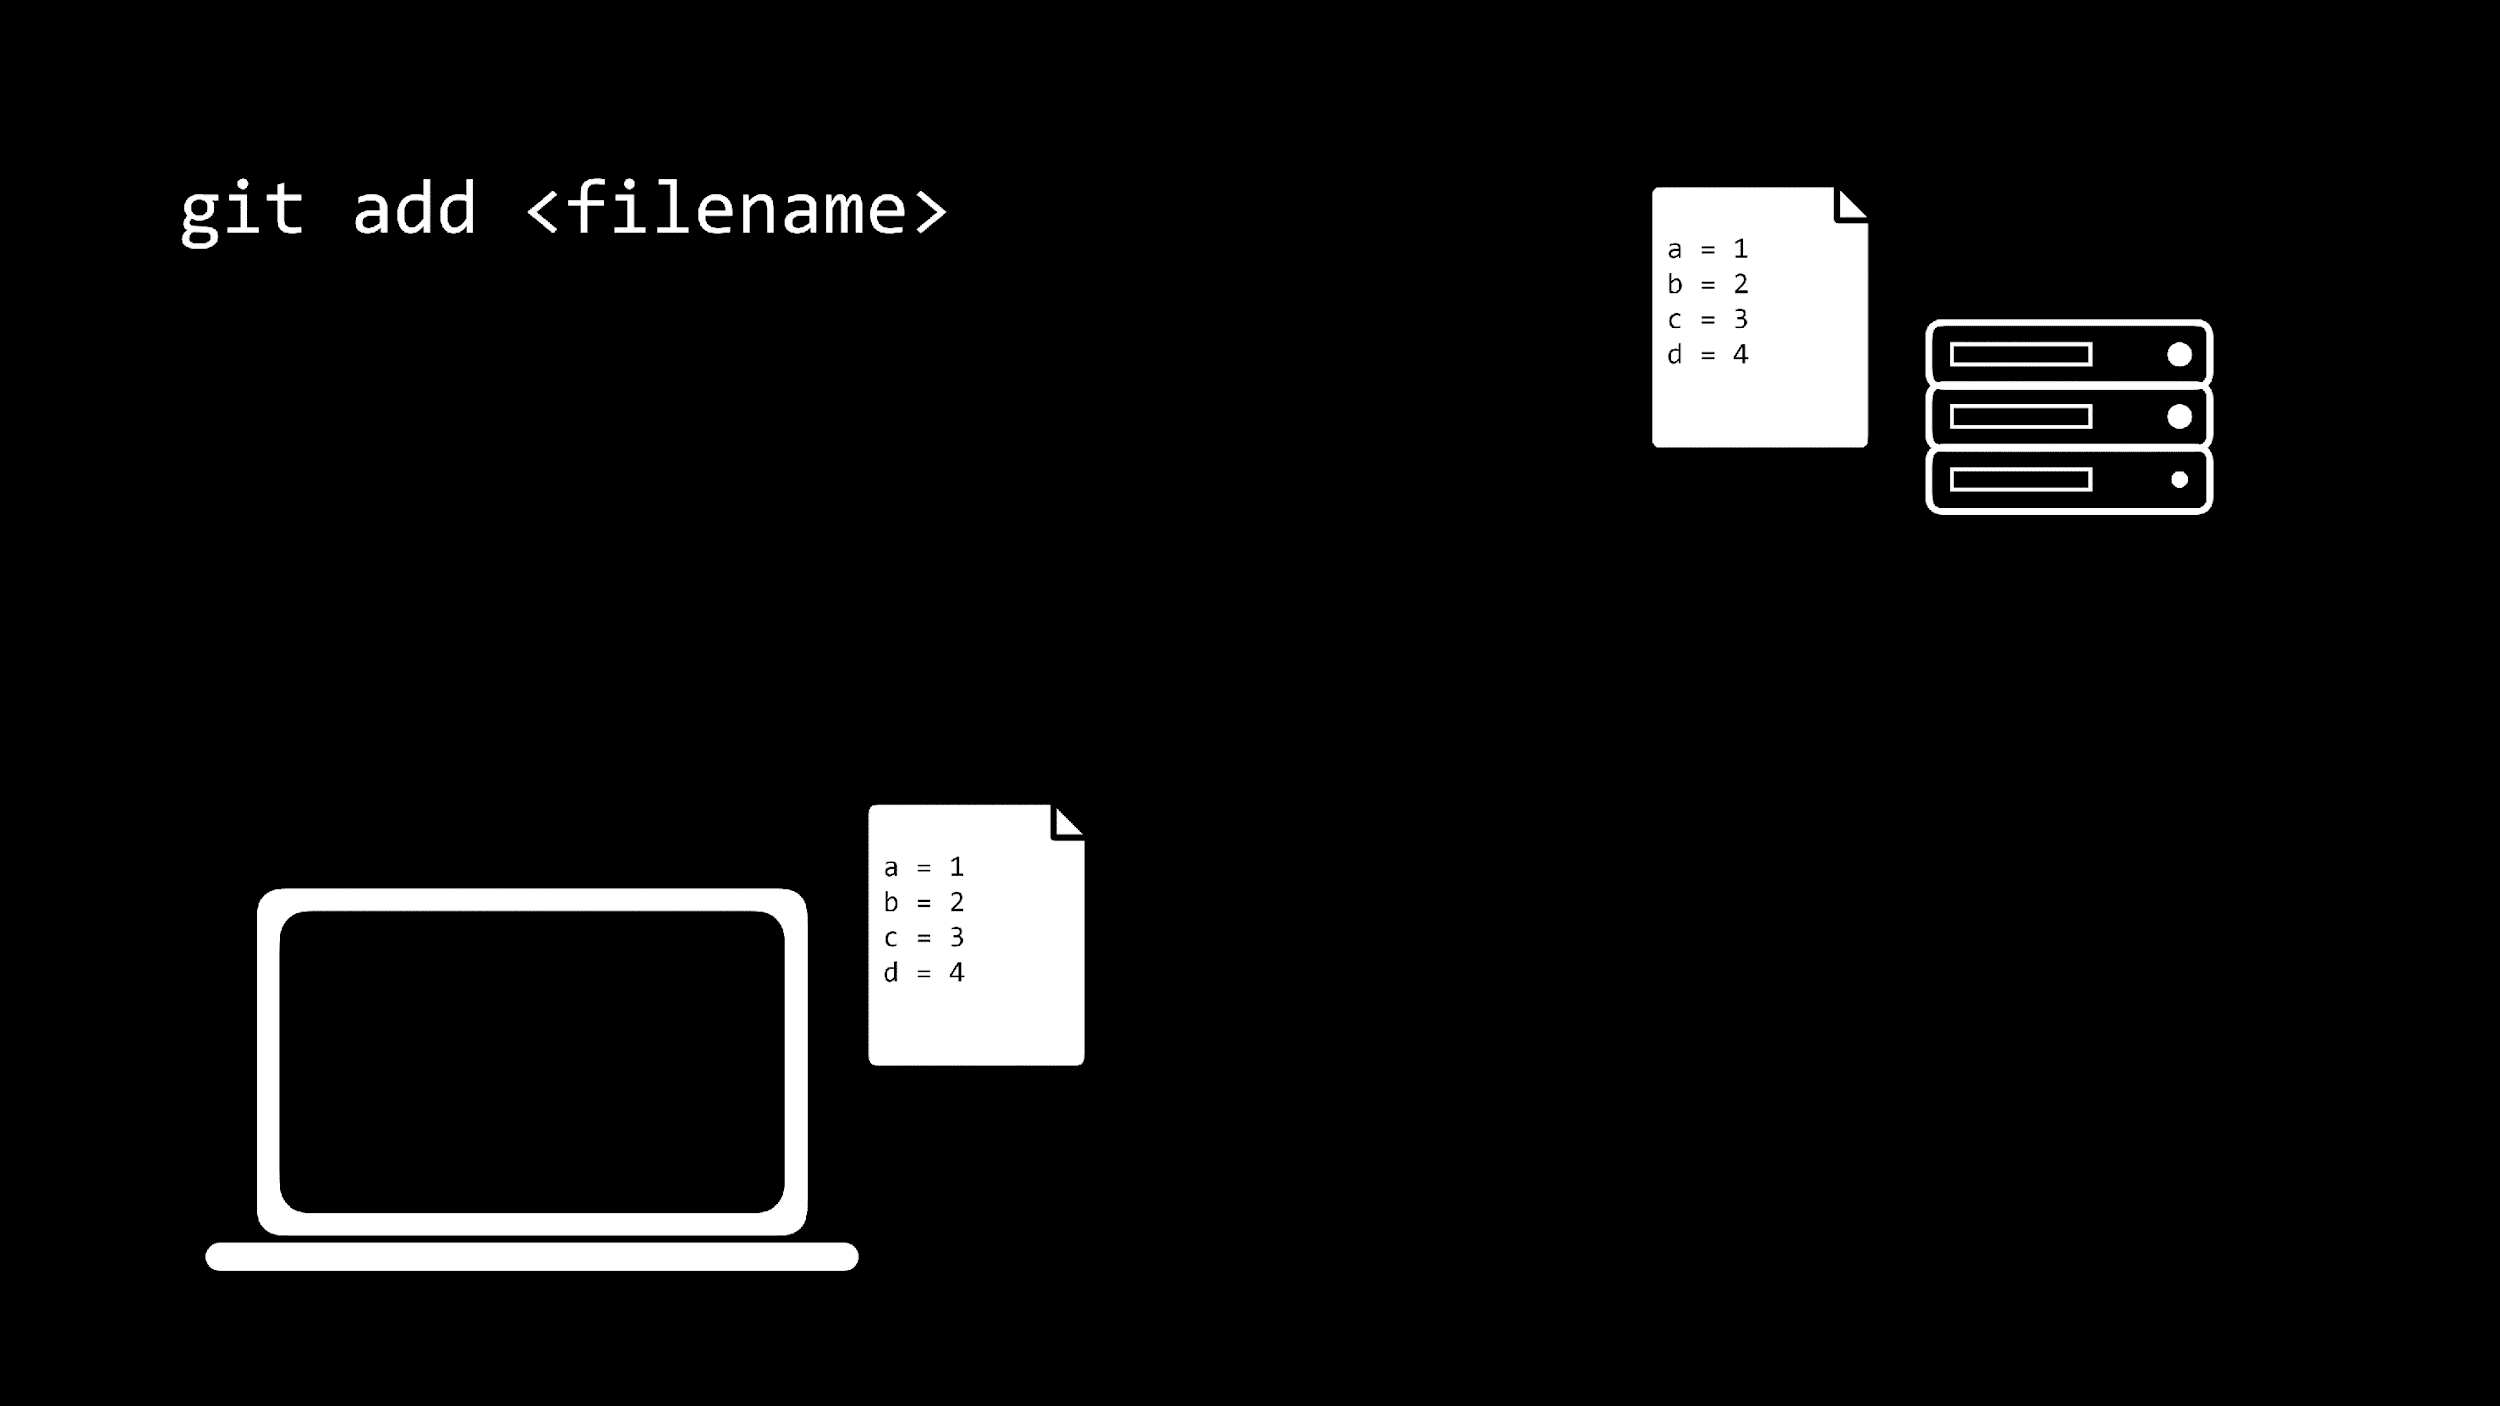 git add <filename>
a = 1
b = 2
c = 3
d = 4
a = 1
b = 2
c = 3
d = 4